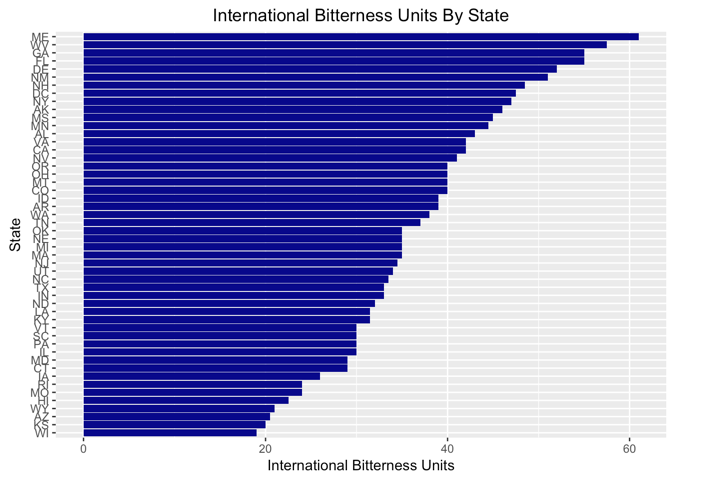 International Bitterness Units By State
ME
WV
GA
FL
DE
NM
NH
DC
NY
AK
MS
MN
AL
VA
CA
NV
OR
OH
MT
CO
ID
AR
WA
TN
OK
NE
MI
MA
NJ
UT
NC
TX
IN
ND
LA
KY
VT
SC
PA
IL
MD
CT
IA
RI
MO
HI
WY
AZ
KS
WI
State
0 20 40 60
International Bitterness Units